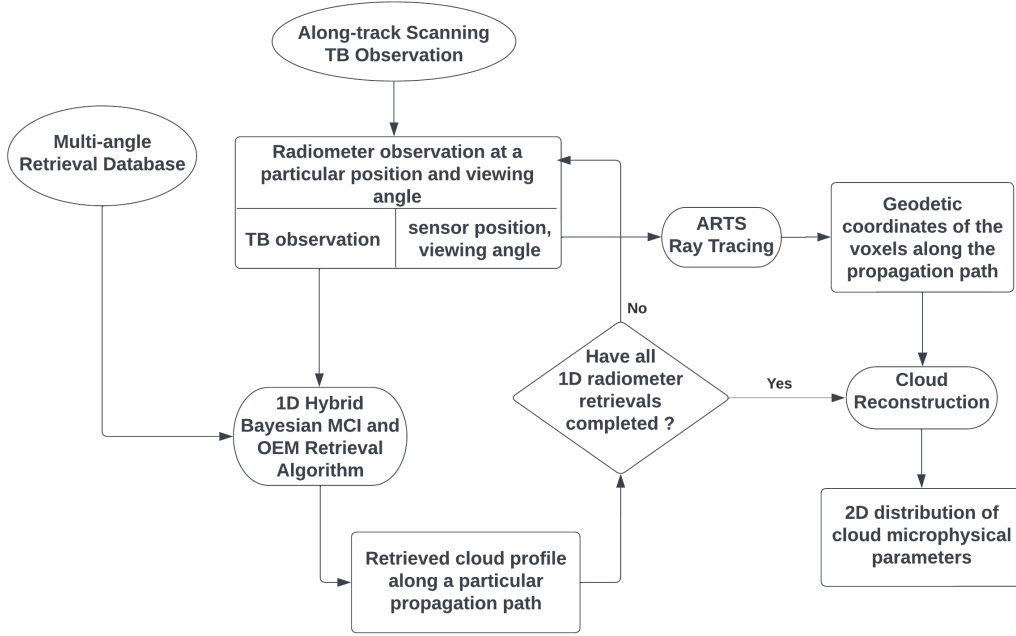 Along-track Scanning
TB Observation
Multi-angle
Retrieval Database
Radiometer observation at a
particular position and viewing
angle
TB observation
sensor position,
viewing angle
ARTS
Ray Tracing
Geodetic
coordinates of the
voxels along the
propagation path
No
Have all
1D radiometer
retrievals
completed ?
Yes
Cloud
Reconstruction
1D Hybrid
Bayesian MCI and
OEM Retrieval
Algorithm
2D distribution of
cloud microphysical
parameters
Retrieved cloud profile
along a particular
propagation path